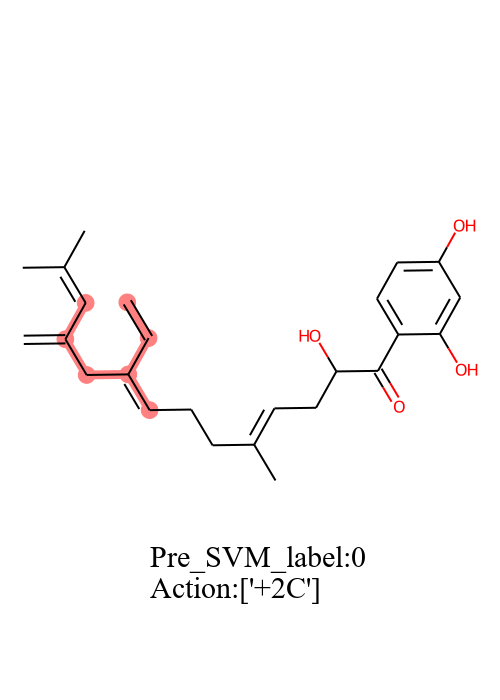 OH
HO
OH
O
Pre_SVM_label:0
Action:['+2C']